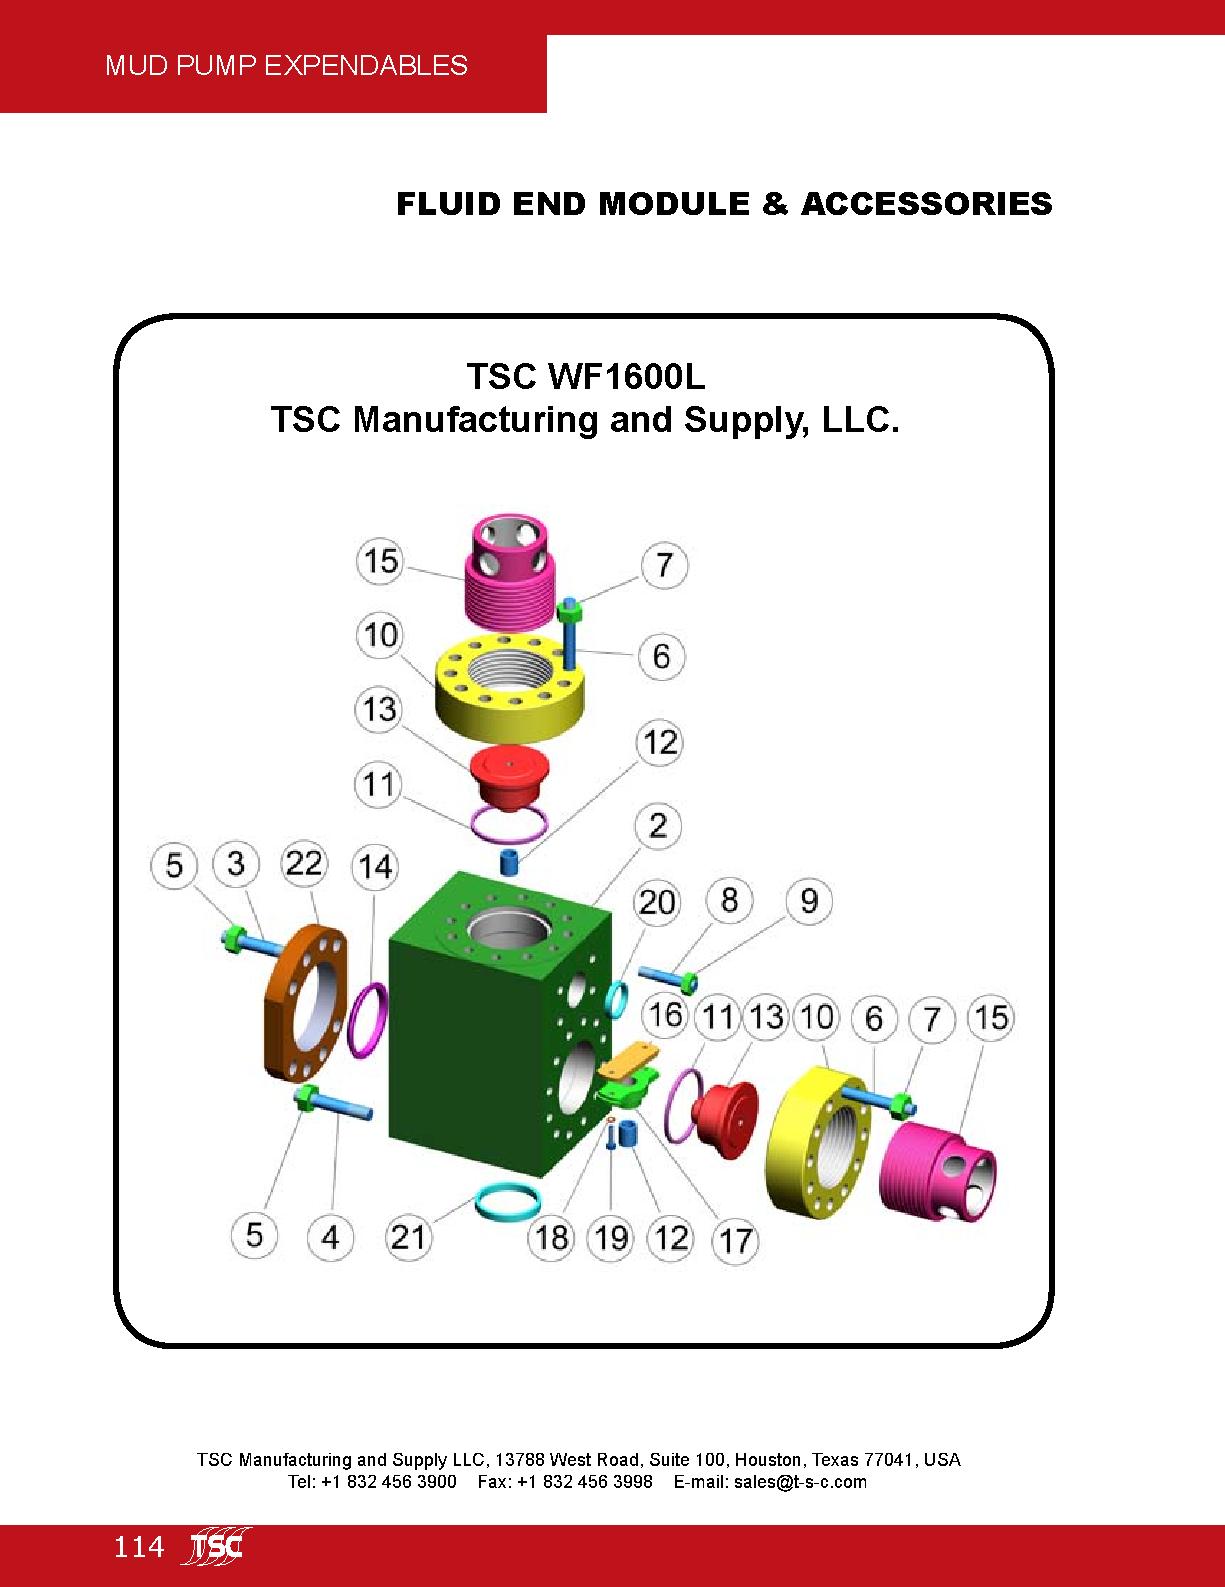 MUD PUMP EXPENDABLES
FLUID END MODULE & ACCESSORIES
TSC WF1600L
TSC Manufacturing and Supply, LLC.
15
7
10
6
13
12
11
2
5 3 22 14
20 8 9
16 11 13 10 6 7 15
5 4 21 18 19 12 17
TSC Manufacturing and Supply LLC, 13788 West Road, Suite 100, Houston, Texas 77041, USA
Tel: +1 832 456 3900 Fax: +1 832 456 3998 E-mail: sales@t-s-c.com
114 TSC